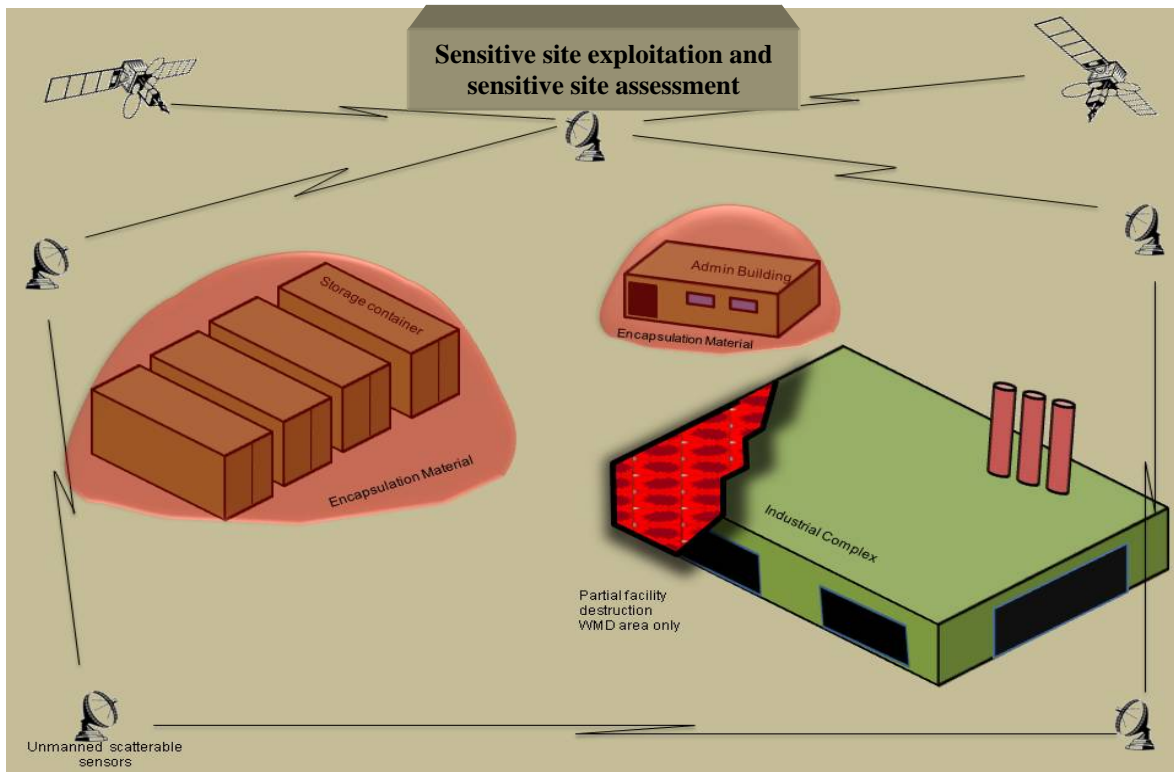 Sensitive site exploitation and
sensitive site assessment
Storage container
Admin Building
Encapsulation Material
Encapsulation Material
Industrial Complex
Partial facility
destruction
WMD area only
Unmanned scatterable
sensors